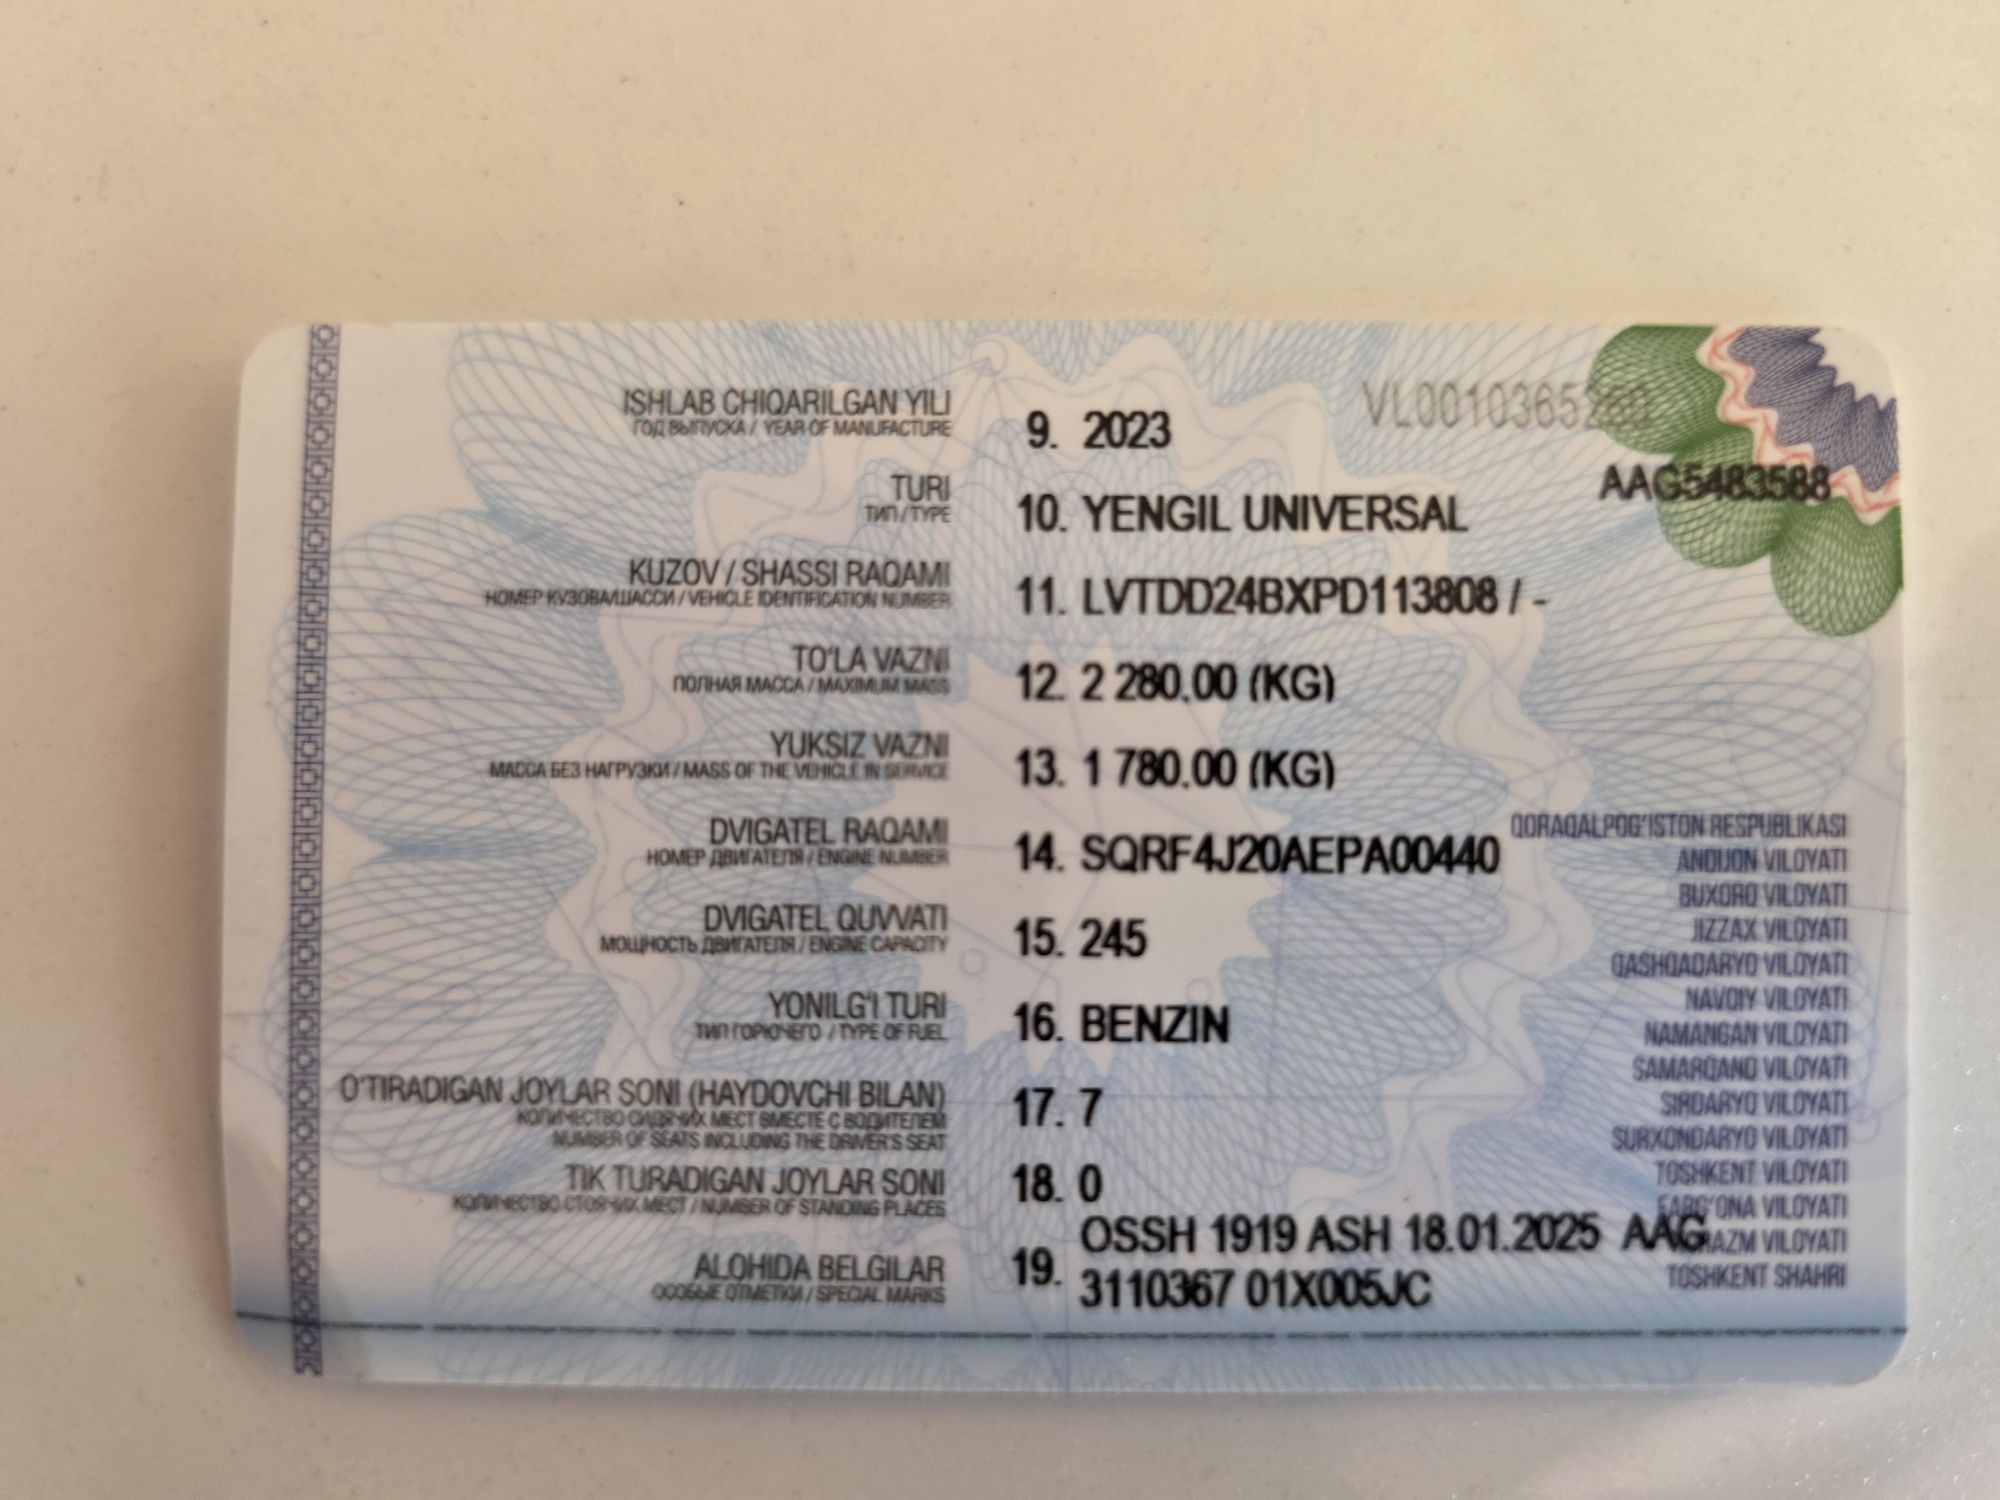 VL0010365260
AAG5483588
ISHLAB CHIQARILGAN YILI
ГОД ВЫПУСКА / YEAR OF MANUFACTURE
9. 2023
TURI
ТИП / TYPE
10. YENGIL UNIVERSAL
KUZOV / SHASSI RAQAMI
НОМЕР КУЗОВА/ШАССИ / VEHICLE IDENTIFICATION NUMBER
11. LVTDD24BXPD113808 / -
TO‘LA VAZNI
ПОЛНАЯ МАССА / MAXIMUM MASS
12. 2 280.00 (KG)
YUKSIZ VAZNI
МАССА БЕЗ НАГРУЗКИ / MASS OF THE VEHICLE IN SERVICE
13. 1 780.00 (KG)
DVIGATEL RAQAMI
НОМЕР ДВИГАТЕЛЯ / ENGINE NUMBER
14. SQRF4J20AEPA00440
DVIGATEL QUVVATI
МОЩНОСТЬ ДВИГАТЕЛЯ / ENGINE CAPACITY
15. 245
YONILG‘I TURI
ТИП ГОРЮЧЕГО / TYPE OF FUEL
16. BENZIN
O‘TIRADIGAN JOYLAR SONI (HAYDOVCHI BILAN)
КОЛИЧЕСТВО СИДЯЧИХ МЕСТ ВМЕСТЕ С ВОДИТЕЛЕМ
NUMBER OF SEATS INCLUDING THE DRIVER'S SEAT
17. 7
TIK TURADIGAN JOYLAR SONI
КОЛИЧЕСТВО СТОЯЧИХ МЕСТ / NUMBER OF STANDING PLACES
18. 0
ALOHIDA BELGILAR
ОСОБЫЕ ОТМЕТКИ / SPECIAL MARKS
19. OSSH 1919 ASH 18.01.2025 AAG
3110367 01X005JC
QORAQALPOG‘ISTON RESPUBLIKASI
ANDIJON VILOYATI
BUXORO VILOYATI
JIZZAX VILOYATI
QASHQADARYO VILOYATI
NAVOIY VILOYATI
NAMANGAN VILOYATI
SAMARQAND VILOYATI
SIRDARYO VILOYATI
SURXONDARYO VILOYATI
TOSHKENT VILOYATI
FARG‘ONA VILOYATI
VILOYATI
TOSHKENT SHAHRI